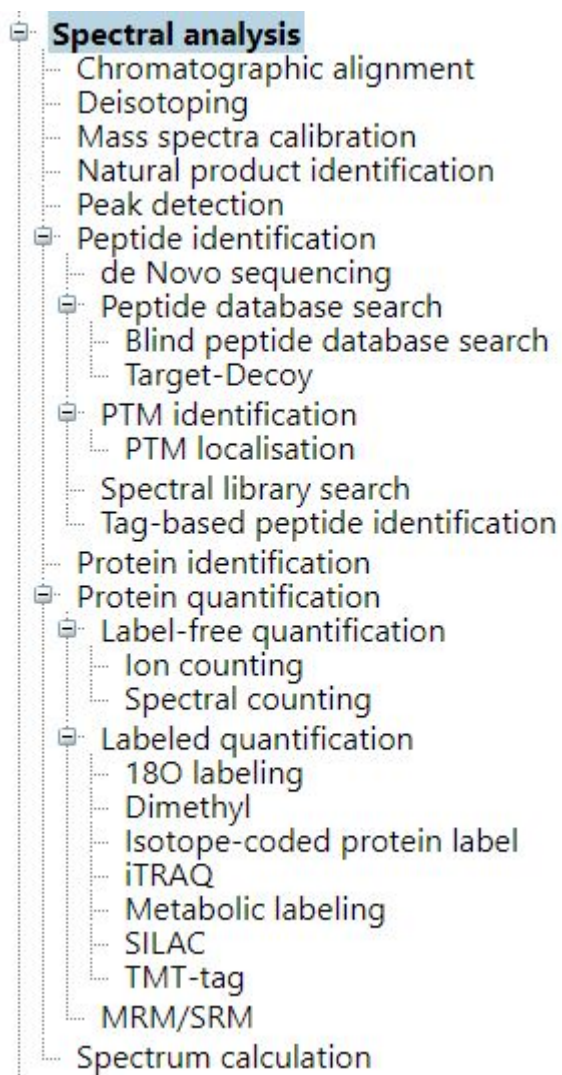 Spectral analysis
Chromatographic alignment
Deisotoping
Mass spectra calibration
Natural product identification
Peak detection
Peptide identification
de Novo sequencing
Peptide database search
Blind peptide database search
Target-Decoy
PTM identification
PTM localisation
Spectral library search
Tag-based peptide identification
Protein identification
Protein quantification
Label-free quantification
Ion counting
Spectral counting
Labeled quantification
18O labeling
Dimethyl
Isotope-coded protein label
iTRAQ
Metabolic labeling
SILAC
TMT-tag
MRM/SRM
Spectrum calculation